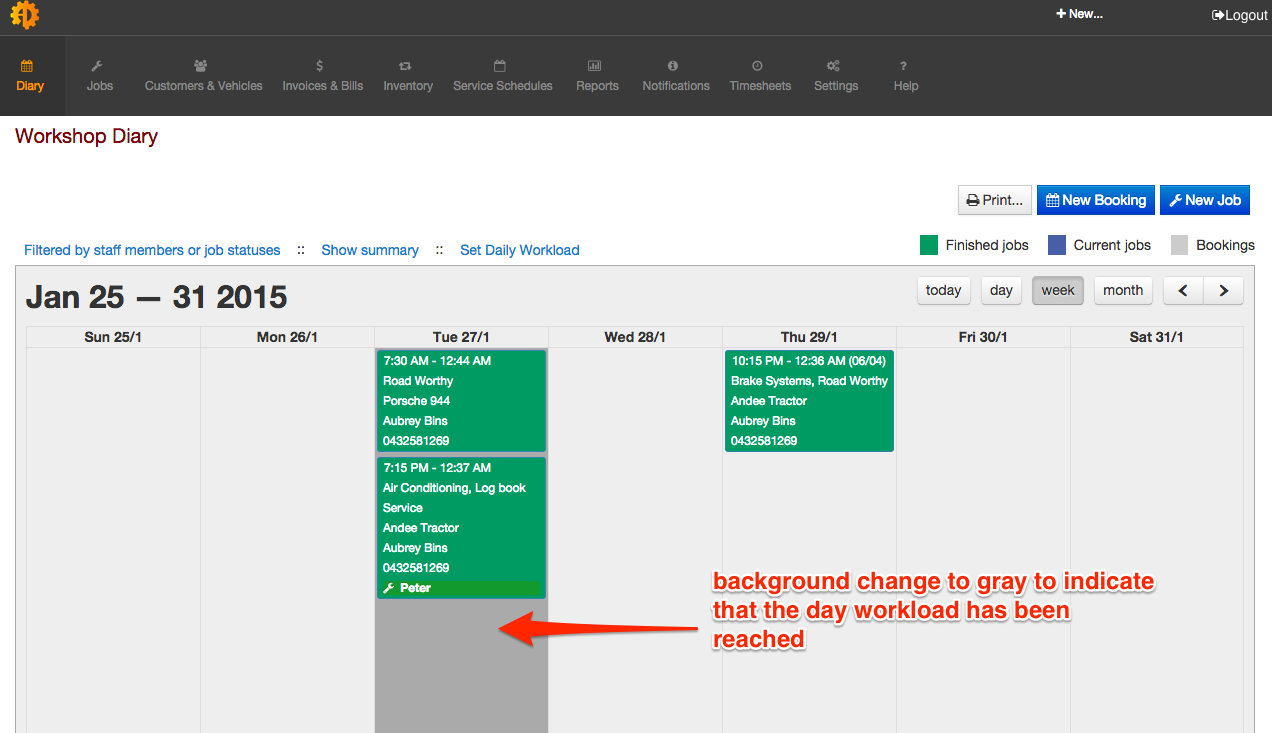 + New...
Logout
Diary
Jobs
Customers & Vehicles
Invoices & Bills
Inventory
Service Schedules
Reports
Notifications
Timesheets
Settings
Help
Workshop Diary
Print...
New Booking
New Job
Filtered by staff members or job statuses :: Show summary :: Set Daily Workload
Finished jobs
Current jobs
Bookings
Jan 25 — 31 2015
today
day
week
month
Sun 25/1
Mon 26/1
Tue 27/1
Wed 28/1
Thu 29/1
Fri 30/1
Sat 31/1
7:30 AM - 12:44 AM
Road Worthy
Porsche 944
Aubrey Bins
0432581269
7:15 PM - 12:37 AM
Air Conditioning, Log book
Service
Andee Tractor
Aubrey Bins
0432581269
Peter
10:15 PM - 12:36 AM (06/04)
Brake Systems, Road Worthy
Andee Tractor
Aubrey Bins
0432581269
background change to gray to indicate
that the day workload has been
reached